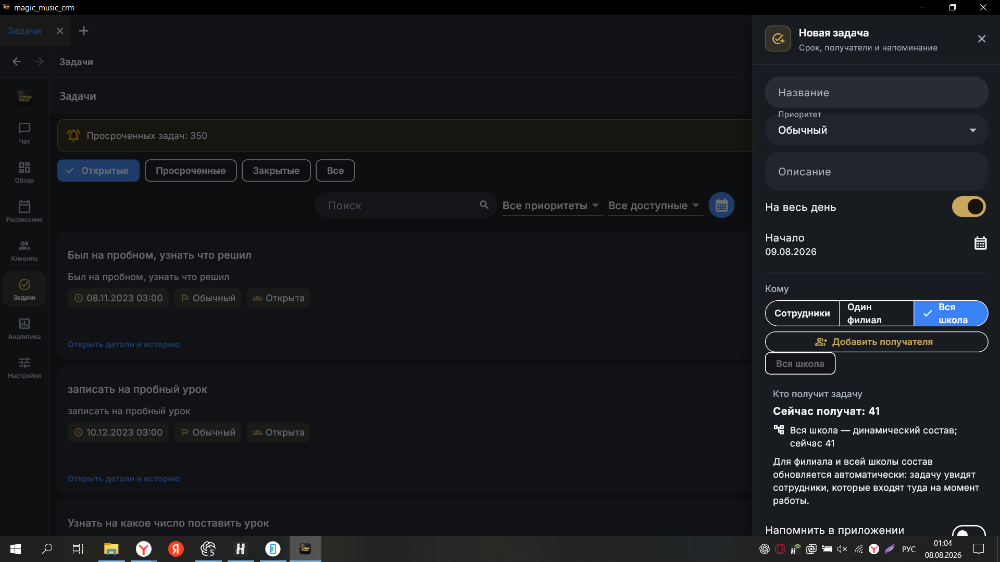 magic_music_crm
Задачи
Задачи
Задачи
Magic
Music
Чат
Обзор
Расписание
Клиенты
Задачи
Аналитика
Настройки
Просроченных задач: 350
Открытые
Просроченные
Закрытые
Все
Поиск
Все приоритеты
Все доступные
Был на пробном, узнать что решил
Был на пробном, узнать что решил
08.11.2023 03:00
Обычный
Открыта
Открыть детали и историю
записать на пробный урок
записать на пробный урок
10.12.2023 03:00
Обычный
Открыта
Открыть детали и историю
Узнать на какое число поставить урок
Новая задача
Срок, получатели и напоминание
Название
Приоритет
Обычный
Описание
На весь день
Начало
09.08.2026
Кому
Сотрудники
Один
филиал
Вся
школа
Добавить получателя
Вся школа
Кто получит задачу
Сейчас получат: 41
Вся школа — динамический состав;
сейчас 41
Для филиала и всей школы состав
обновляется автоматически: задачу увидят
сотрудники, которые входят туда на момент
работы.
Напомнить в приложении
РУС
01:04
08.08.2026